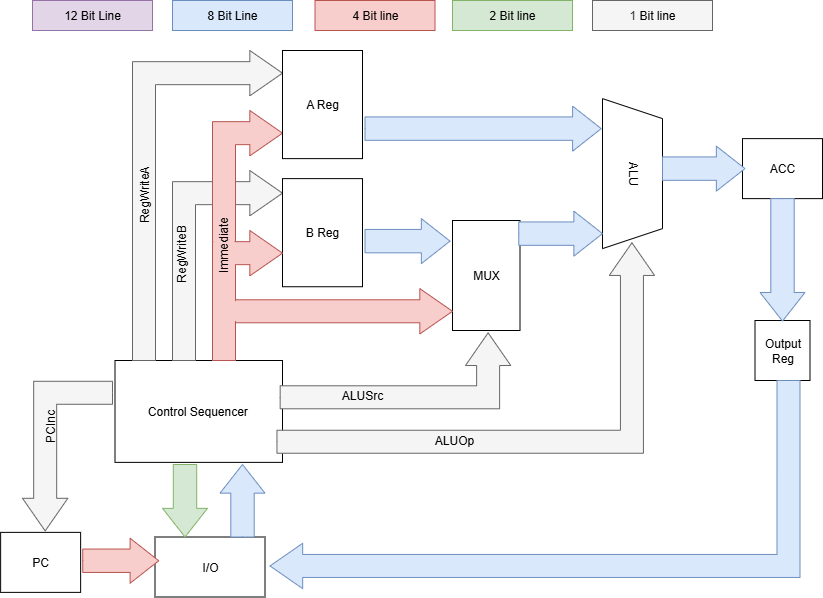 12 Bit Line
8 Bit Line
4 Bit line
2 Bit line
1 Bit line
A Reg
RegWriteA
ALU
ACC
B Reg
RegWriteB
Immediate
MUX
Output
Reg
Control Sequencer
ALUSrc
PCInc
ALUOp
PC
I/O